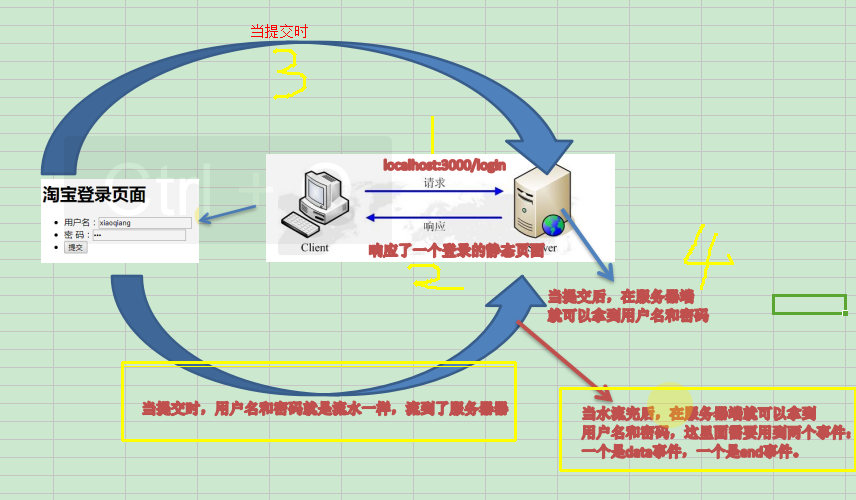 当提交时
3
1
localhost:3000/login
请求
淘宝登录页面
用户名：xiaoqiang
密 码：•••
提交
响应
Client
响应了一个登录的静态页面
2
4
当提交后，在服务器端
就可以拿到用户名和密码
当提交时，用户名和密码就是流水一样，流到了服务器器
当水流完后，在服务器端就可以拿到
用户名和密码，这里面需要用到两个事件：
一个是data事件，一个是end事件。